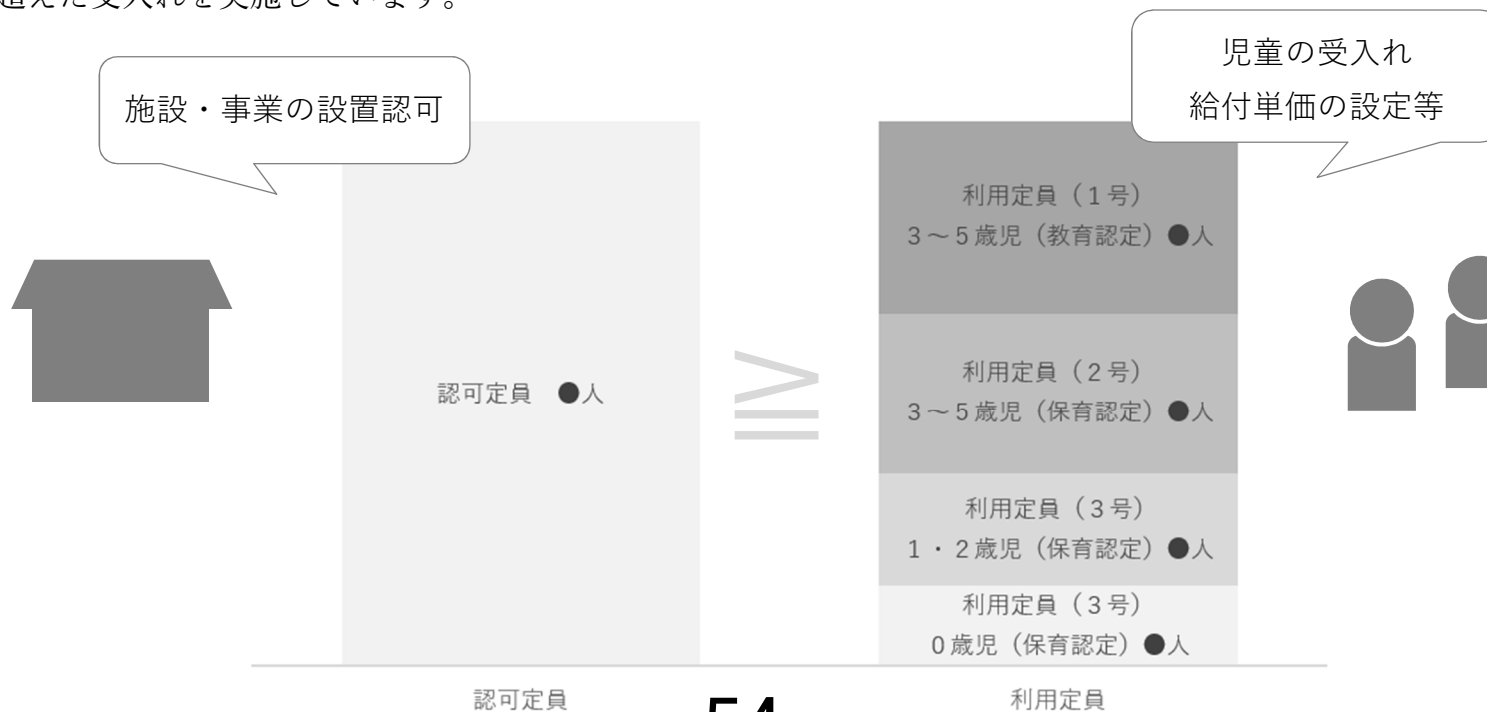 超えた受入れを実施しています。
施設・事業の設置認可
児童の受入れ
給付単価の設定等
利用定員（１号）
３～５歳児（教育認定）●人
利用定員（２号）
３～５歳児（保育認定）●人
認可定員　●人
≧
利用定員（３号）
１・２歳児（保育認定）●人
利用定員（３号）
０歳児（保育認定）●人
認可定員
利用定員
54